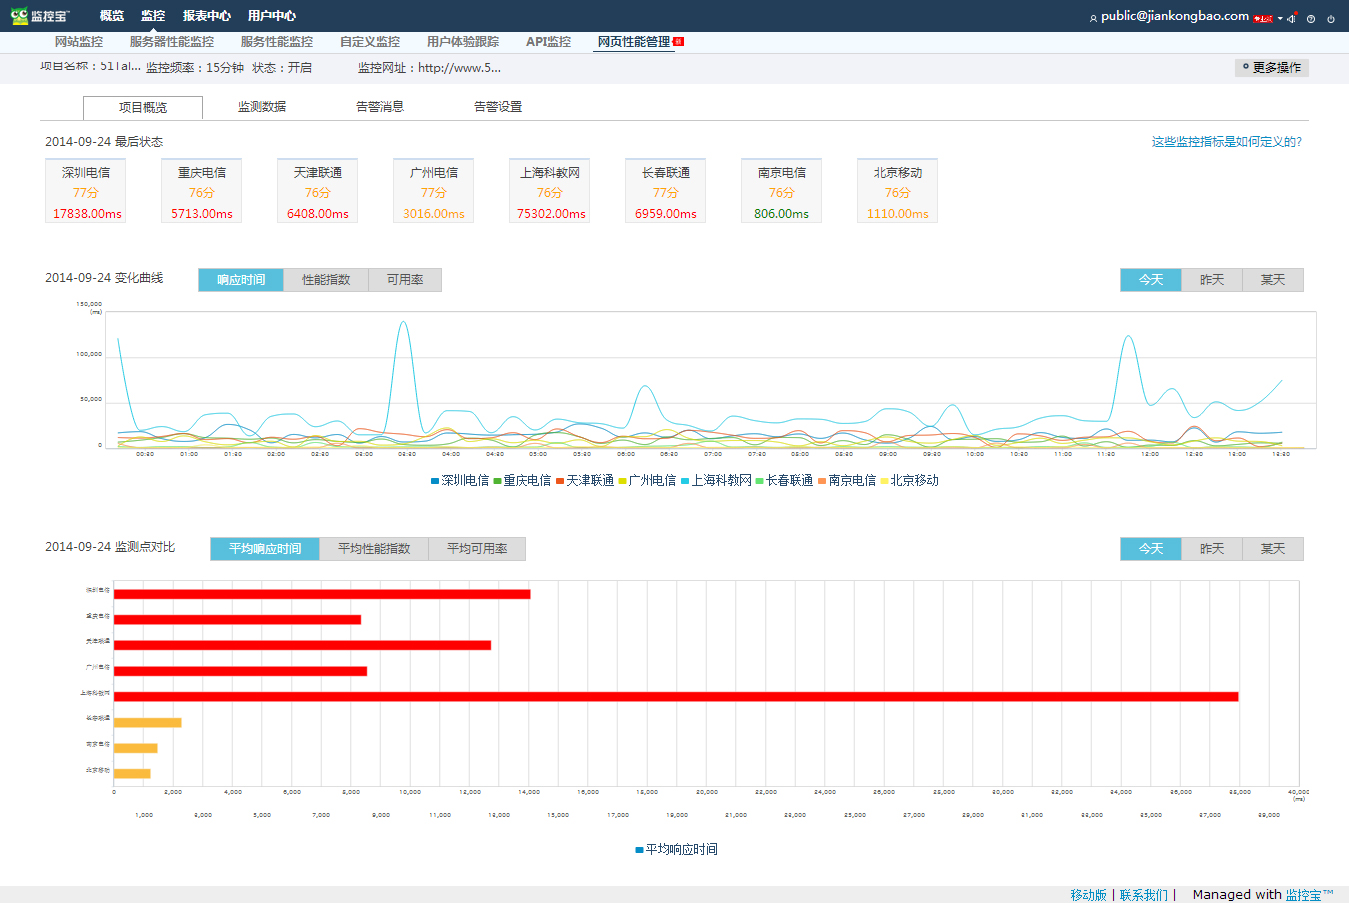 监控宝 概览 监控 报表中心 用户中心 public@jiankongbao.com
网站监控 服务器性能监控 服务性能监控 自定义监控 用户体验跟踪 API监控 网页性能管理 新
项目名称：51Tal... 监控频率：15分钟 状态：开启 监控网址：http://www.5... 更多操作
项目概览 监测数据 告警消息 告警设置
2014-09-24 最后状态 这些监控指标是如何定义的?
深圳电信 重庆电信 天津联通 广州电信 上海科教网 长春联通 南京电信 北京移动
77分 76分 76分 77分 76分 77分 76分 76分
17838.00ms 5713.00ms 6408.00ms 3016.00ms 75302.00ms 6959.00ms 806.00ms 1110.00ms
2014-09-24 变化曲线 响应时间 性能指数 可用率 今天 昨天 某天
150,000
(ms)
100,000
50,000
0
00:30 01:00 01:30 02:00 02:30 03:00 03:30 04:00 04:30 05:00 05:30 06:00 06:30 07:00 07:30 08:00 08:30 09:00 09:30 10:00 10:30 11:00 11:30 12:00 12:30 13:00 13:30
深圳电信 重庆电信 天津联通 广州电信 上海科教网 长春联通 南京电信 北京移动
2014-09-24 监测点对比 平均响应时间 平均性能指数 平均可用率 今天 昨天 某天
深圳电信
重庆电信
天津联通
广州电信
上海科教网
长春联通
南京电信
北京移动
0 2,000 4,000 6,000 8,000 10,000 12,000 14,000 16,000 18,000 20,000 22,000 24,000 26,000 28,000 30,000 32,000 34,000 36,000 38,000 40,000
(ms)
1,000 3,000 5,000 7,000 9,000 11,000 13,000 15,000 17,000 19,000 21,000 23,000 25,000 27,000 29,000 31,000 33,000 35,000 37,000 39,000
平均响应时间
移动版 | 联系我们 | Managed with 监控宝™